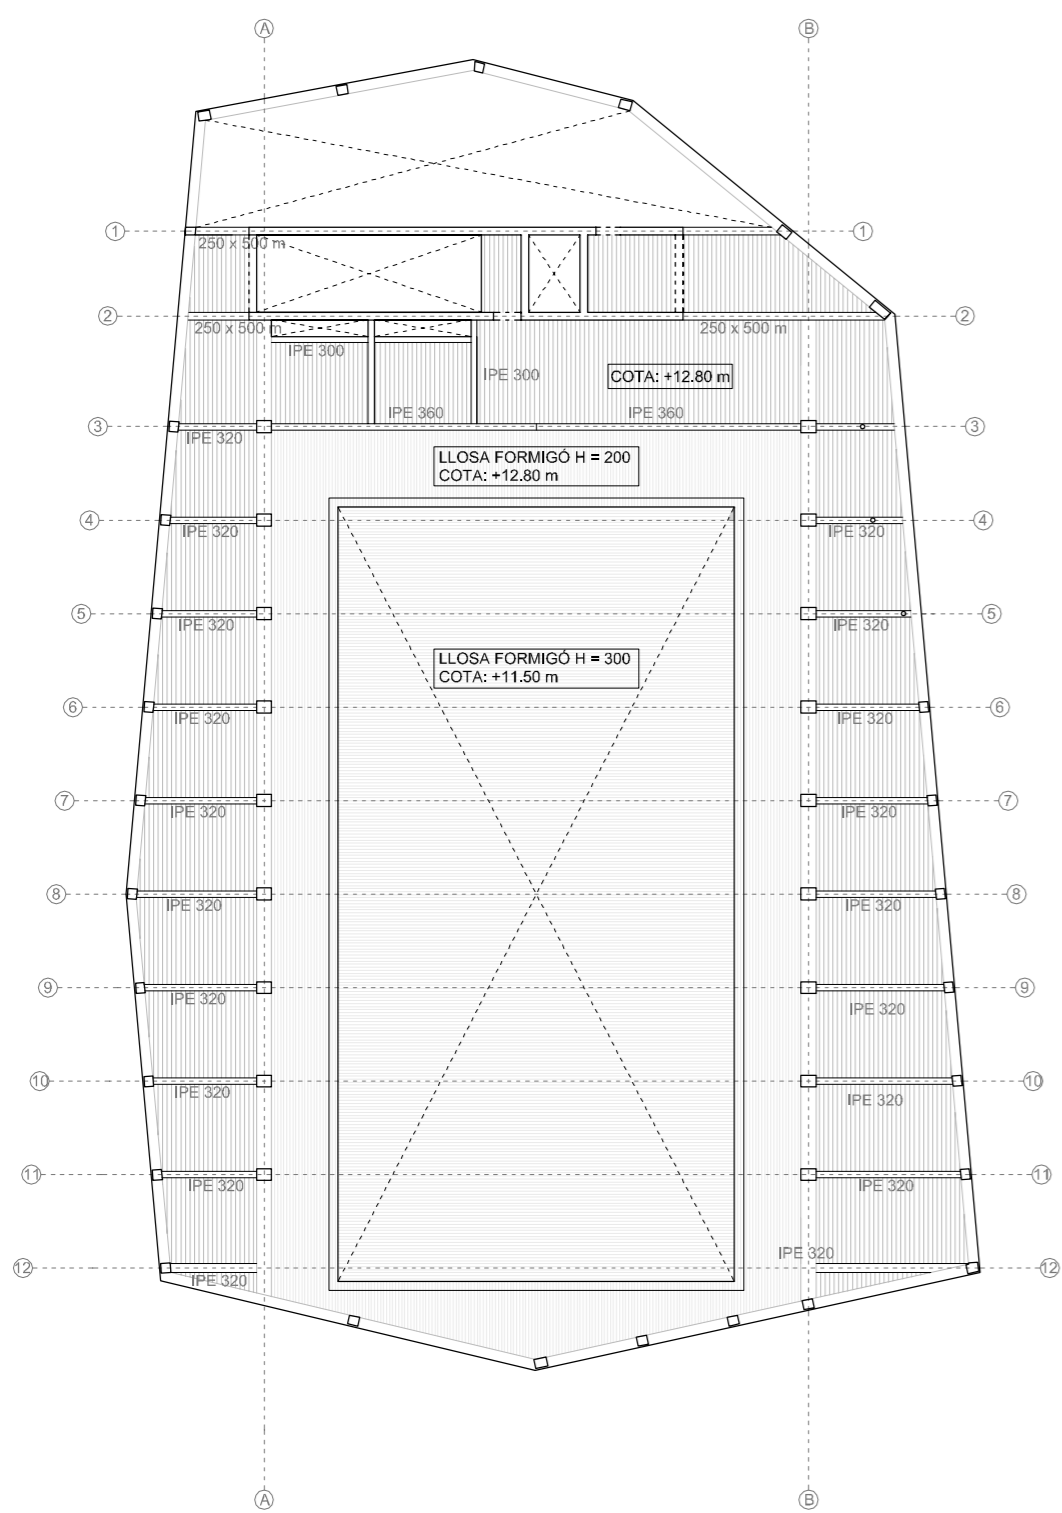 A B
1 1
250 x 500 m
2 2
250 x 500 m 250 x 500 m
IPE 300
IPE 300
COTA: +12.80 m
IPE 360 IPE 360
3 3
IPE 320
LLOSA FORMIGÓ H = 200
COTA: +12.80 m
4 4
IPE 320 IPE 320
5 5
IPE 320 IPE 320
LLOSA FORMIGÓ H = 300
COTA: +11.50 m
6 6
IPE 320 IPE 320
7 7
IPE 320 IPE 320
8 8
IPE 320 IPE 320
9 9
IPE 320 IPE 320
10 10
IPE 320 IPE 320
11 11
IPE 320 IPE 320
IPE 320
12 12
IPE 320
A B